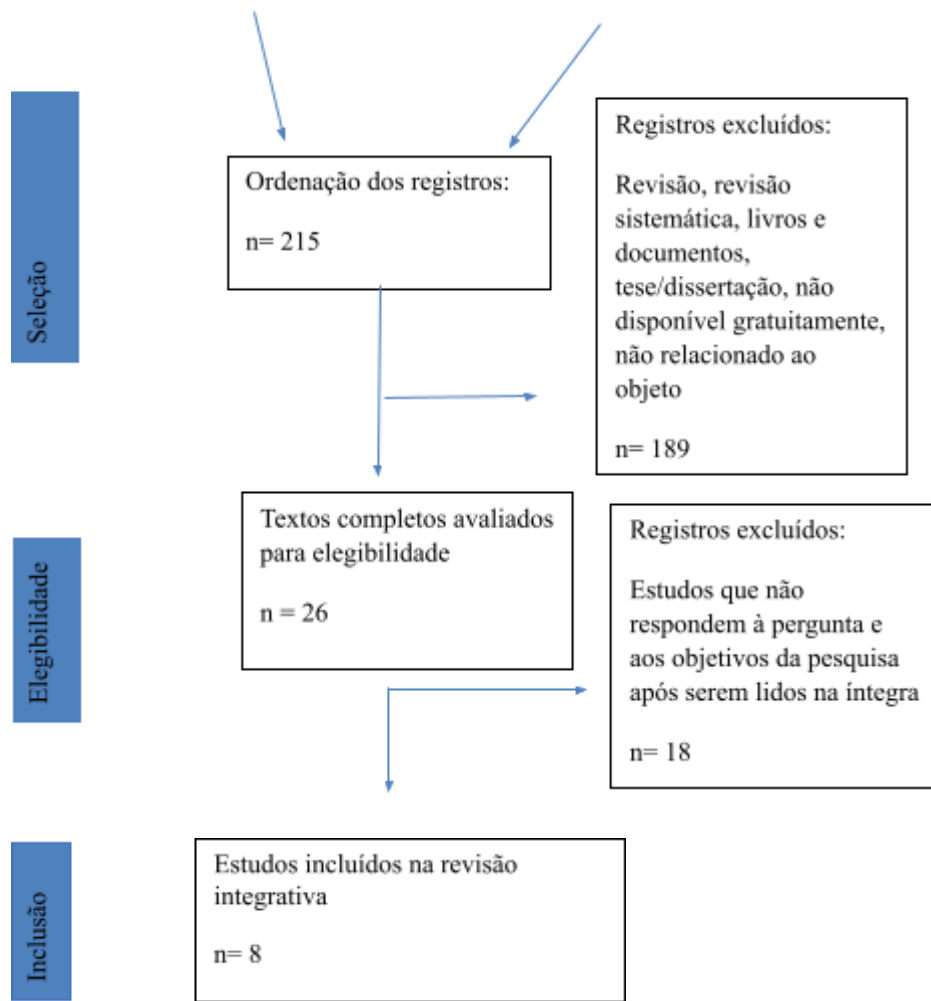 Seleção
Ordenação dos registros:
n= 215
Registros excluídos:
Revisão, revisão
sistemática, livros e
documentos,
tese/dissertação, não
disponível gratuitamente,
não relacionado ao
objeto
n= 189
Elegibilidade
Textos completos avaliados
para elegibilidade
n = 26
Registros excluídos:
Estudos que não
respondem à pergunta e
aos objetivos da pesquisa
após serem lidos na íntegra
n= 18
Inclusão
Estudos incluídos na revisão
integrativa
n= 8